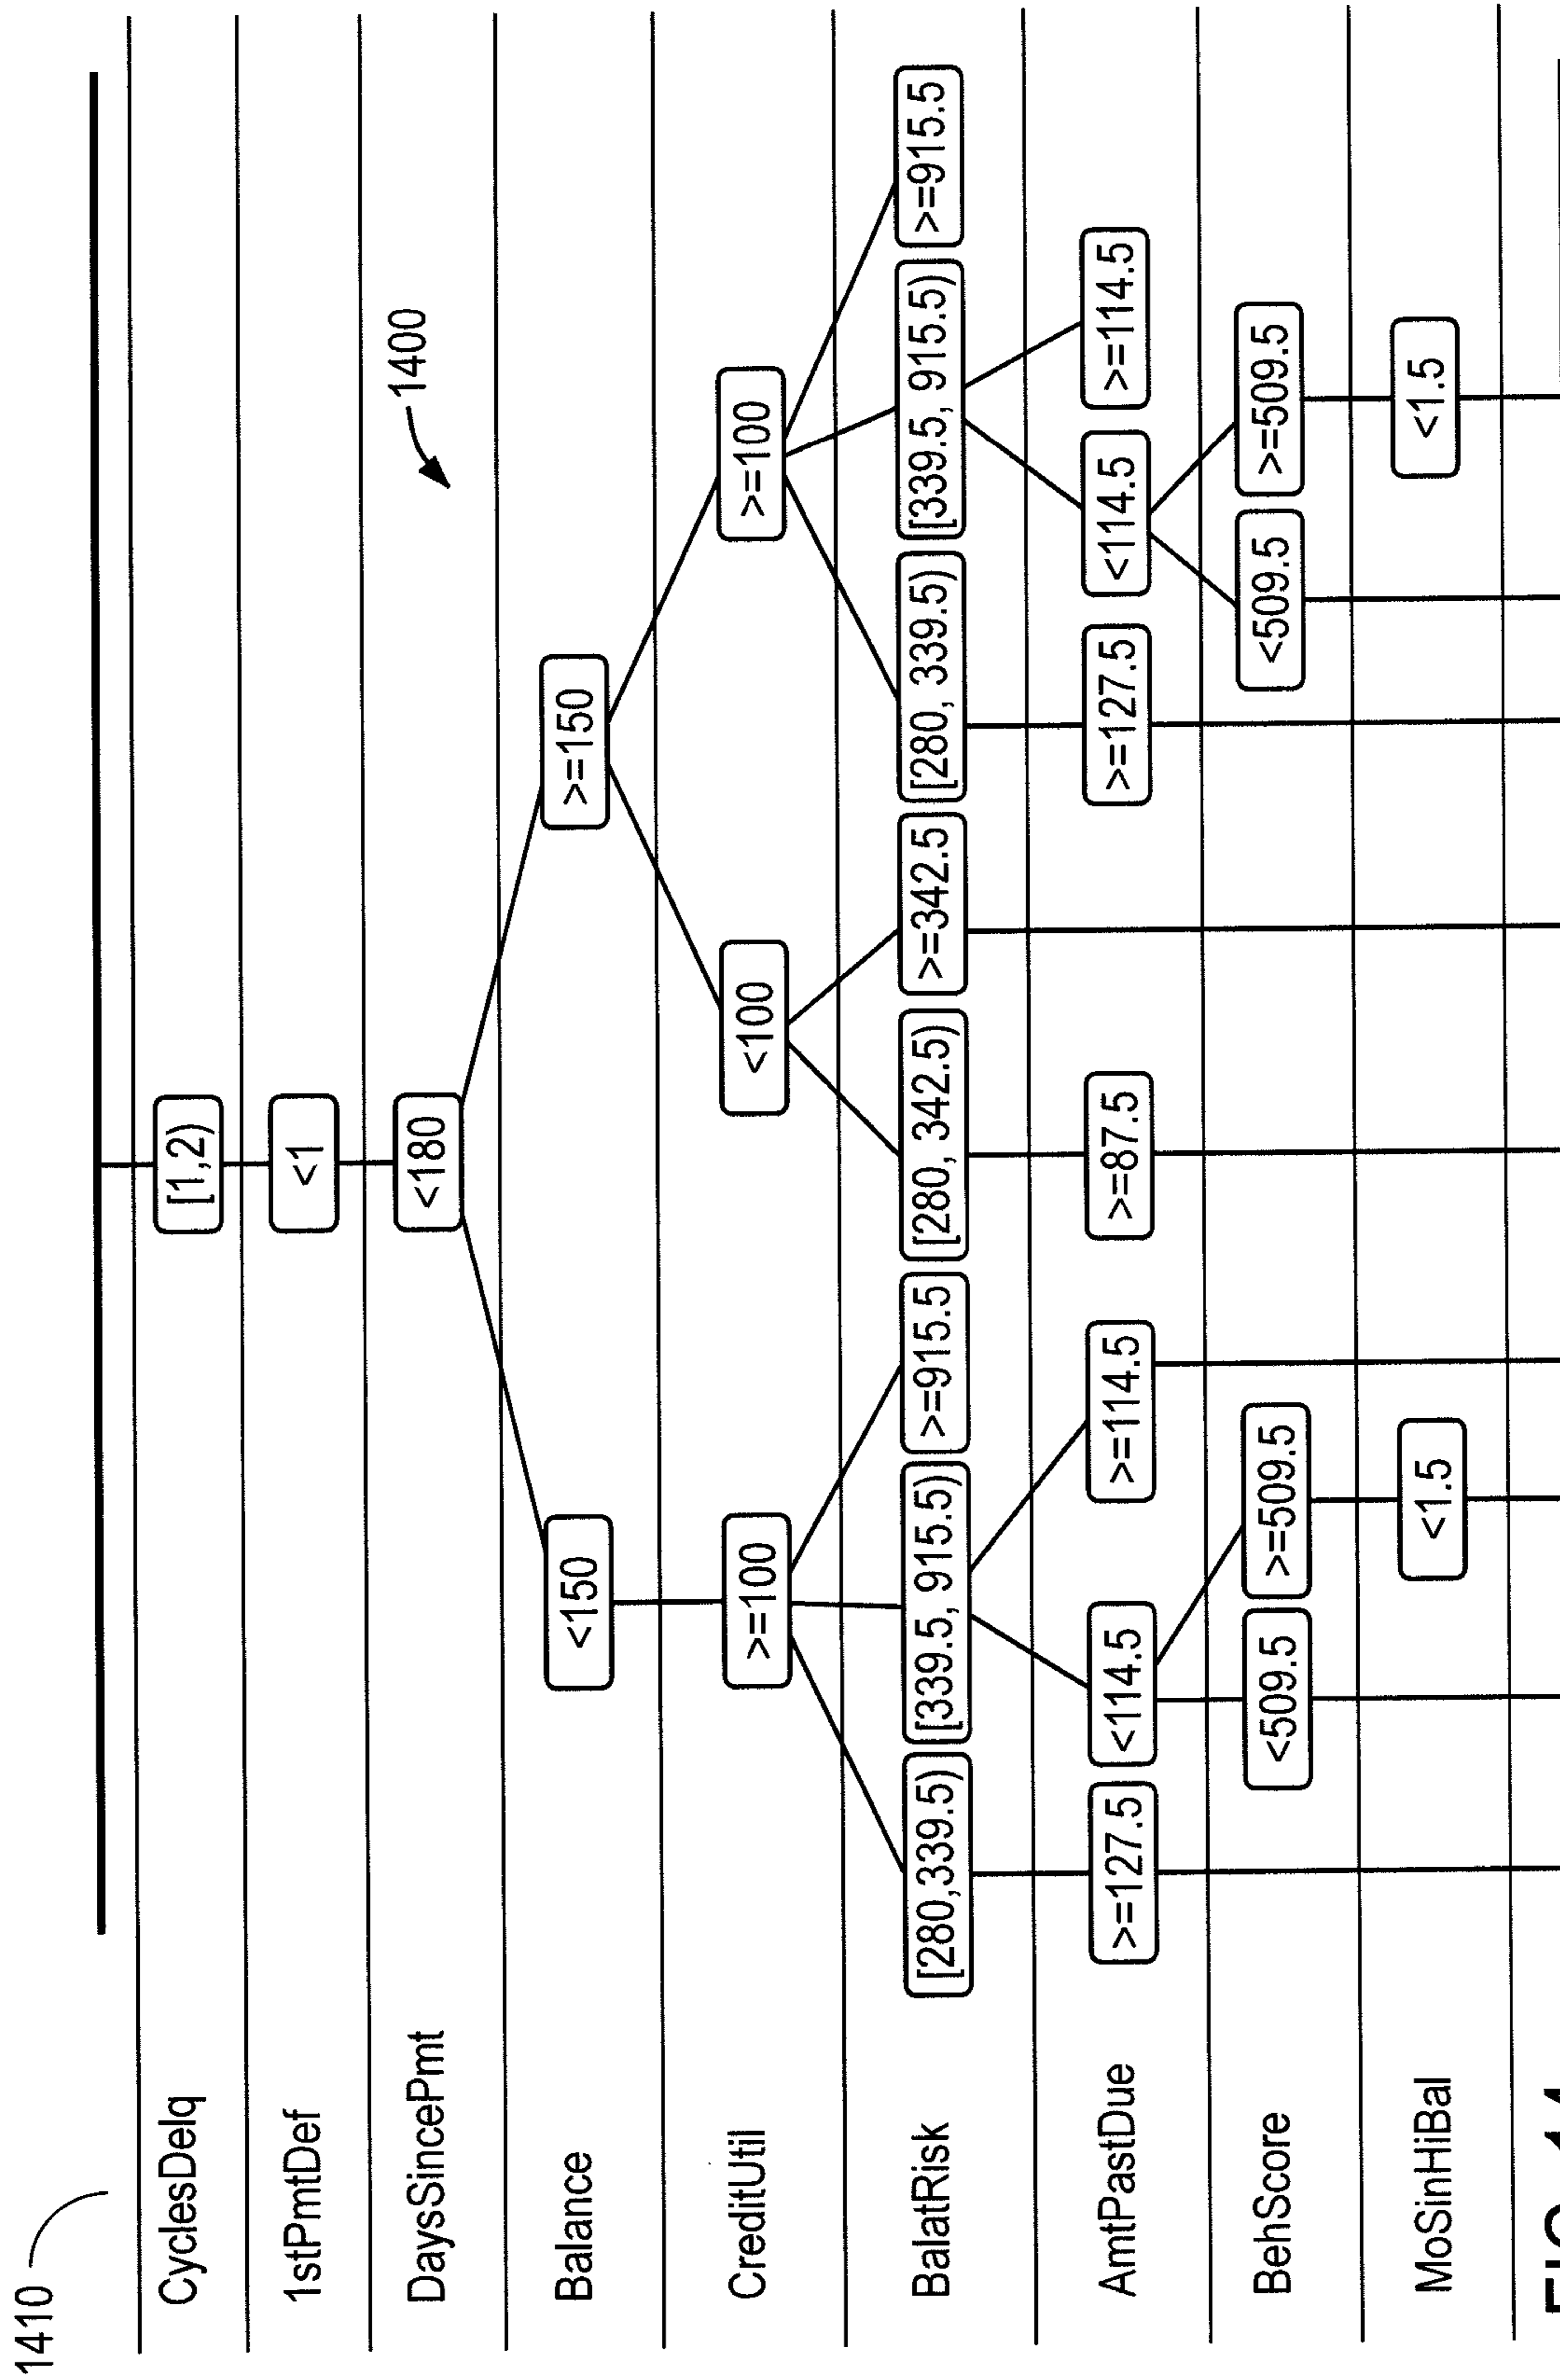 1410
1400
CyclesDelq [1,2)
1stPmtDef <1
DaysSincePmt <180
Balance <150 >=150
CreditUtil >=100 <100 >=100
BalatRisk [280,339.5) [339.5, 915.5) >=915.5 [280, 342.5) >=342.5 [280, 339.5) [339.5, 915.5) >=915.5
AmtPastDue >=127.5 <114.5 >=114.5 >=87.5 >=127.5 <114.5 >=114.5
BehScore <509.5 >=509.5 <509.5 >=509.5
MoSinHiBal <1.5 <1.5